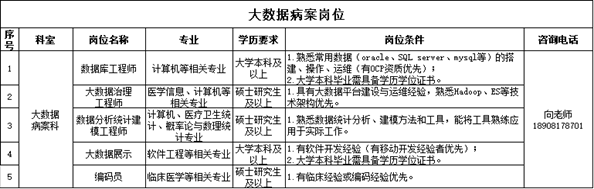 大数据病案岗位
序号 科室 岗位名称 专业 学历要求 岗位条件 咨询电话
1 数据库工程师 计算机等相关专业 大学本科及以上 1.熟悉常用数据（oracle、SQL server、mysql等）的搭建、操作、运维（有OCP资质优先）；
2.大学本科毕业需具备学历学位证书。
2 大数据治理工程师 医学信息、计算机等相关专业 硕士研究生及以上 1.具有大数据平台建设与运维经验，熟悉Hadoop、ES等技术架构优先。
大数据病案科
3 数据分析统计建模工程师 计算机、医疗卫生统计、概率论与数理统计专业 硕士研究生及以上 1.熟悉数据统计分析、建模方法和工具，能将工具熟练应用于实际工作。
向老师
18908178701
4 大数据展示 软件工程等相关专业 大学本科及以上 1.有软件开发经验（有移动开发经验者优先）；
2.大学本科毕业需具备学历学位证书。
5 编码员 临床医学等相关专业 硕士研究生及以上 1.有临床经验或编码经验优先。